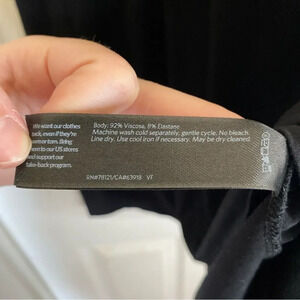 We want our clothes
back, even if they're
worn or torn. Bring
them to our US stores
and support our
take-back program.
Body: 92% Viscose, 8% Elastane
Machine wash cold separately, gentle cycle. No bleach.
Line dry. Use cool iron if necessary. May be dry cleaned.
RN#78121/CA#63918 VF